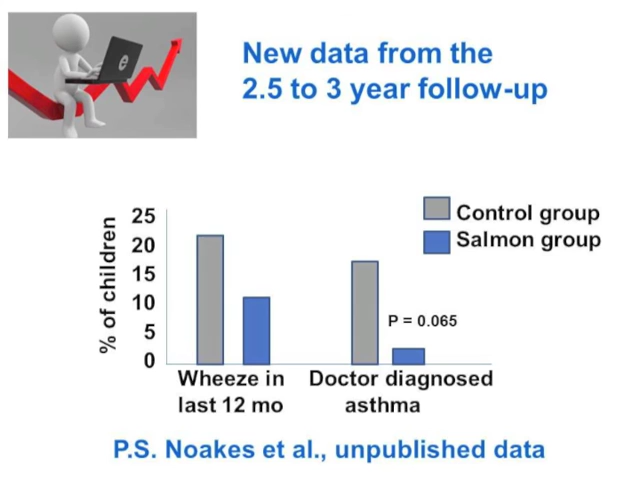 New data from the
2.5 to 3 year follow-up
25
20
15
10
5
0
% of children
Control group
Salmon group
P = 0.065
Wheeze in
last 12 mo
Doctor diagnosed
asthma
P.S. Noakes et al., unpublished data